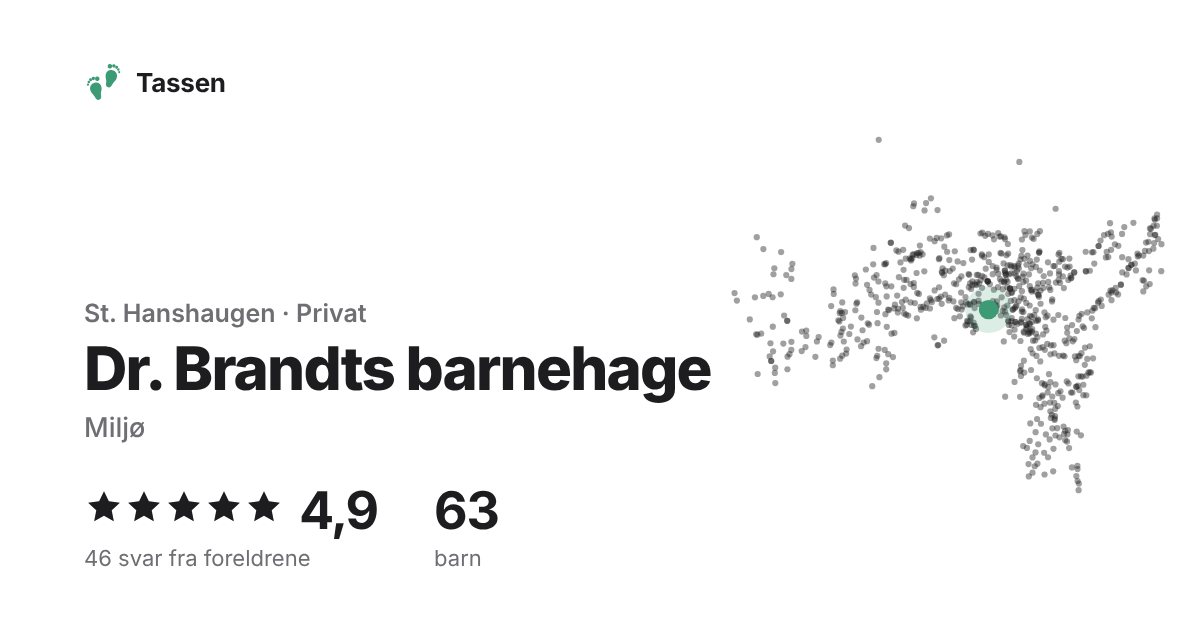 Tassen
St. Hanshaugen · Privat
Dr. Brandts barnehage
Miljø
4,9
63
46 svar fra foreldrene
barn